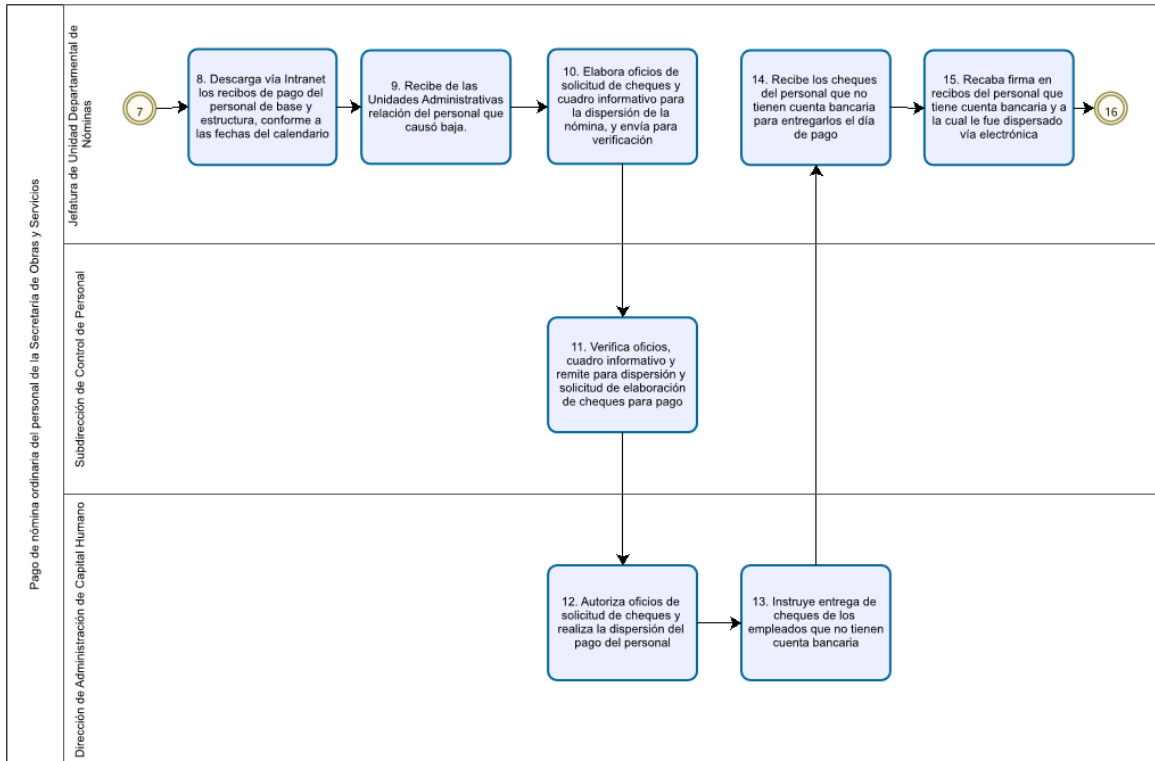 Pago de nómina ordinaria del personal de la Secretaría de Obras y Servicios
Jefatura de Unidad Departamental de
Nóminas
7
8. Descarga vía Intranet
los recibos de pago del
personal de base y
estructura, conforme a
las fechas del calendario
9. Recibe de las
Unidades Administrativas
relación del personal que
causó baja.
10. Elabora oficios de
solicitud de cheques y
cuadro informativo para
la dispersión de la
nómina, y envía para
verificación
14. Recibe los cheques
del personal que no
tienen cuenta bancaria
para entregarlos el día
de pago
15. Recaba firma en
recibos del personal que
tiene cuenta bancaria y a
la cual le fue dispersado
vía electrónica
16
Subdirección de Control de Personal
11. Verifica oficios,
cuadro informativo y
remite para dispersión y
solicitud de elaboración
de cheques para pago
Dirección de Administración de Capital Humano
12. Autoriza oficios de
solicitud de cheques y
realiza la dispersión del
pago del personal
13. Instruye entrega de
cheques de los
empleados que no tienen
cuenta bancaria